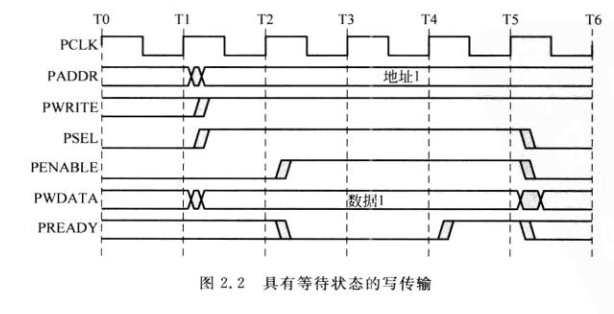 T0 T1 T2 T3 T4 T5 T6
PCLK
PADDR 地址1
PWRITE
PSEL
PENABLE
PWDATA 数据1
PREADY
图 2.2 具有等待状态的写传输